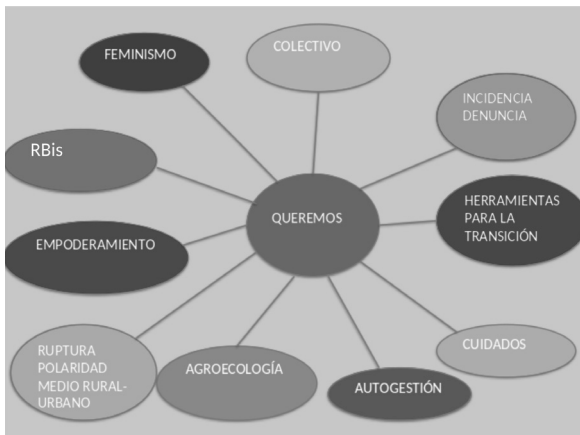 FEMINISMO
COLECTIVO
INCIDENCIA
DENUNCIA
RBis
HERRAMIENTAS
PARA LA
TRANSICIÓN
QUEREMOS
EMPODERAMIENTO
CUIDADOS
RUPTURA
POLARIDAD
MEDIO RURAL-
URBANO
AGROECOLOGÍA
AUTOGESTIÓN